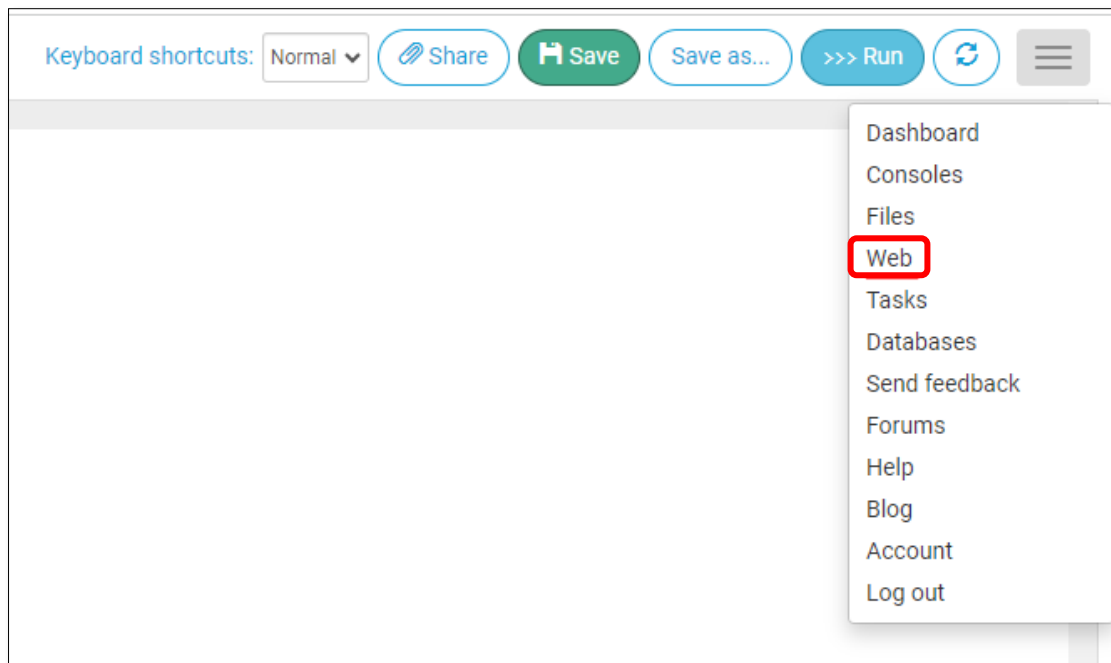 Keyboard shortcuts: Normal Share Save Save as... >>> Run
Dashboard
Consoles
Files
Web
Tasks
Databases
Send feedback
Forums
Help
Blog
Account
Log out